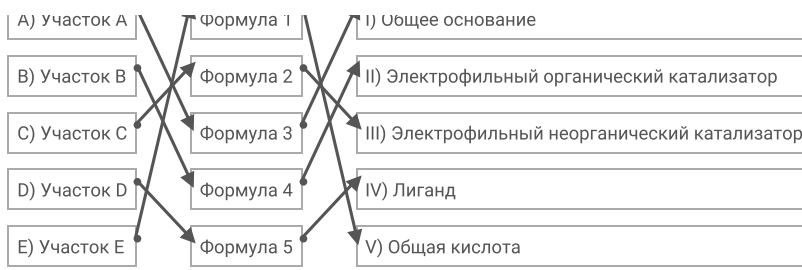 A) Участок A Формула 1 I) Общее основание
B) Участок B Формула 2 II) Электрофильный органический катализатор
C) Участок C Формула 3 III) Электрофильный неорганический катализатор
D) Участок D Формула 4 IV) Лиганд
E) Участок E Формула 5 V) Общая кислота